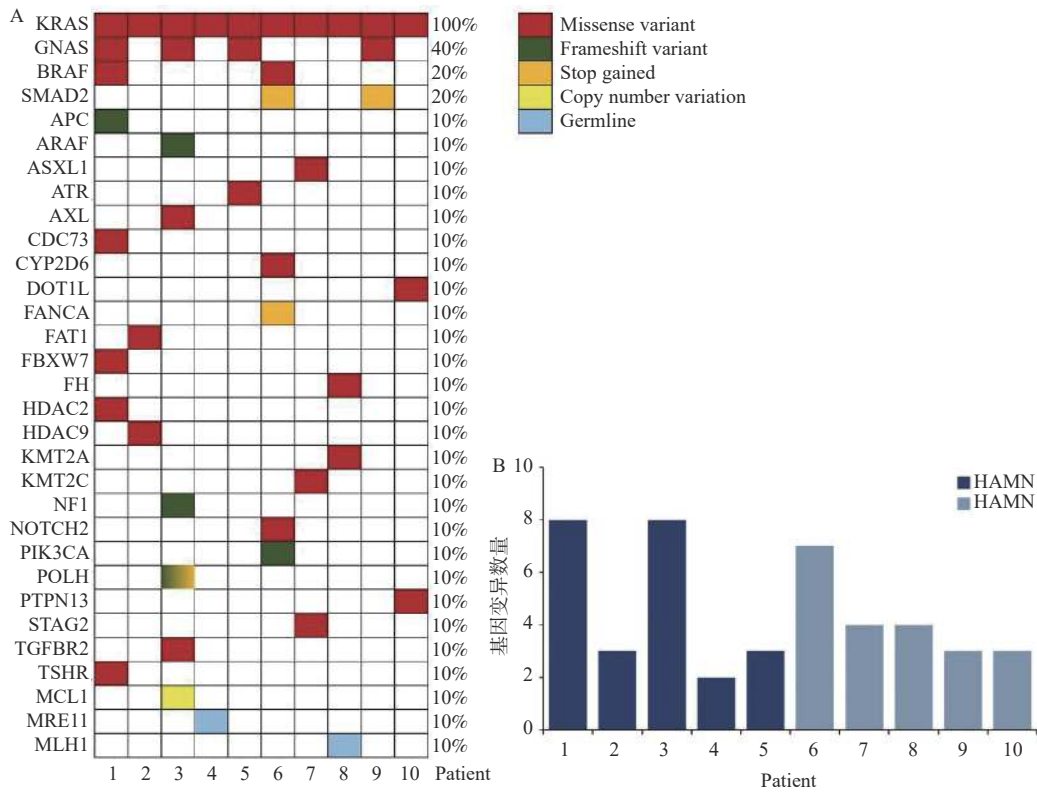 A
KRAS 100%
GNAS 40%
BRAF 20%
SMAD2 20%
APC 10%
ARAF 10%
ASXL1 10%
ATR 10%
AXL 10%
CDC73 10%
CYP2D6 10%
DOT1L 10%
FANCA 10%
FAT1 10%
FBXW7 10%
FH 10%
HDAC2 10%
HDAC9 10%
KMT2A 10%
KMT2C 10%
NF1 10%
NOTCH2 10%
PIK3CA 10%
POLH 10%
PTPN13 10%
STAG2 10%
TGFBR2 10%
TSHR 10%
MCL1 10%
MRE11 10%
MLH1 10%
1 2 3 4 5 6 7 8 9 10 Patient
Missense variant
Frameshift variant
Stop gained
Copy number variation
Germline
B
HAMN
HAMN
基因变异数量
10
8
6
4
2
0
1 2 3 4 5 6 7 8 9 10
Patient